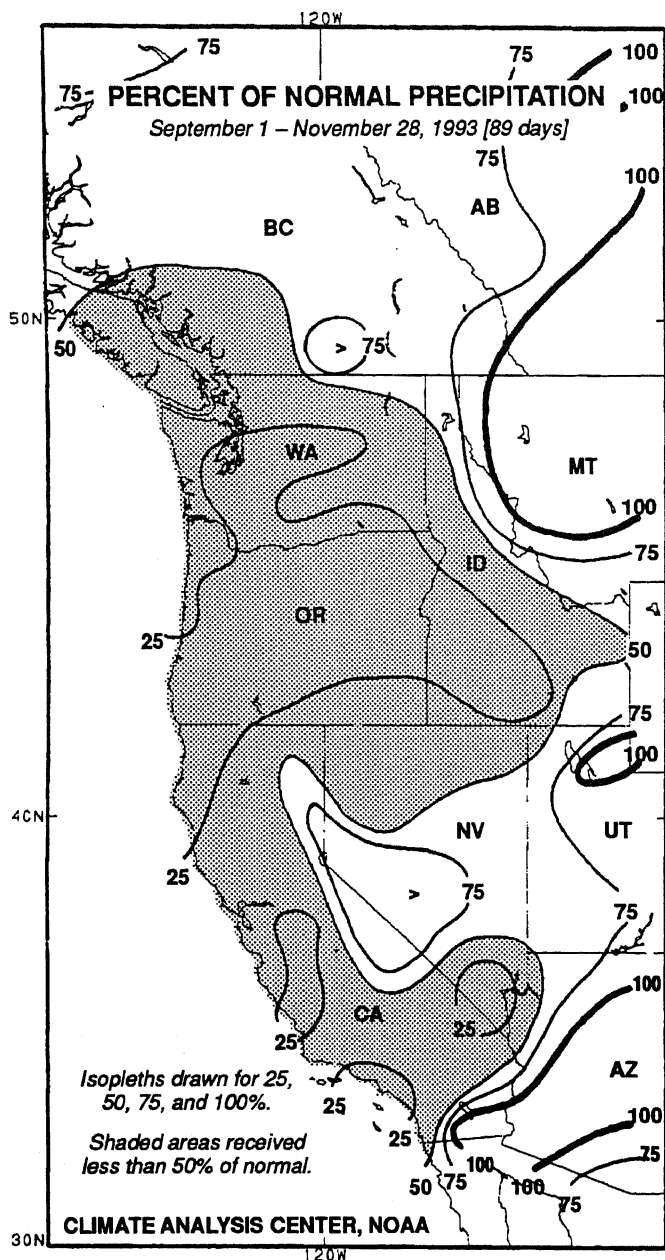 120W
75
75
100
75
PERCENT OF NORMAL PRECIPITATION
100
September 1 – November 28, 1993 [89 days]
75
100
AB
BC
50N
50
75
WA
MT
100
75
ID
OR
25
50
75
100
40N
NV
UT
25
75
75
100
25
CA
25
AZ
Isopleths drawn for 25,
50, 75, and 100%.
25
25
100
Shaded areas received
less than 50% of normal.
75
50
75
100
100
75
30N
CLIMATE ANALYSIS CENTER, NOAA
120W